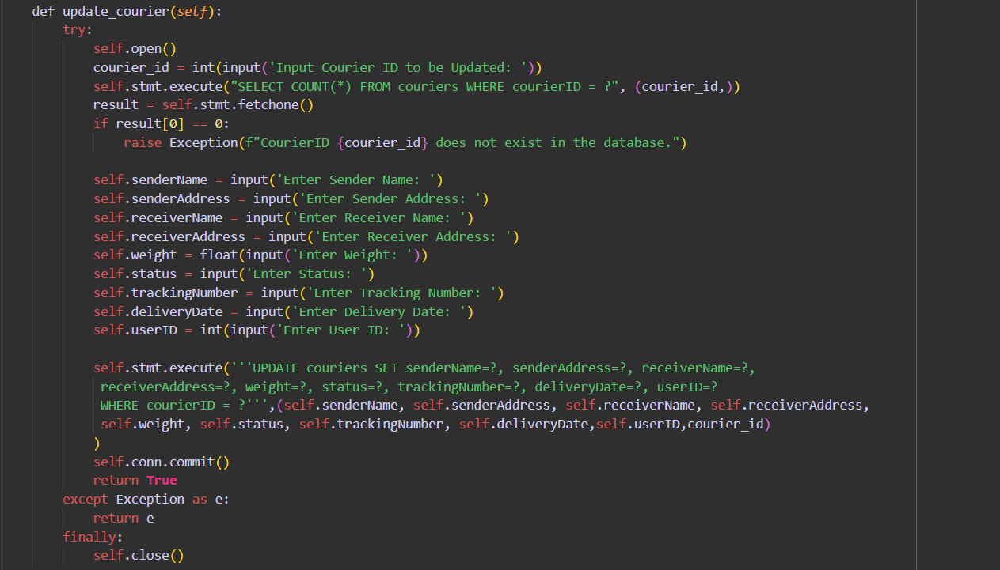 def update_courier(self):
    try:
        self.open()
        courier_id = int(input('Input Courier ID to be Updated: '))
        self.stmt.execute("SELECT COUNT(*) FROM couriers WHERE courierID = ?", (courier_id,))
        result = self.stmt.fetchone()
        if result[0] == 0:
            raise Exception(f"CourierID {courier_id} does not exist in the database.")

        self.senderName = input('Enter Sender Name: ')
        self.senderAddress = input('Enter Sender Address: ')
        self.receiverName = input('Enter Receiver Name: ')
        self.receiverAddress = input('Enter Receiver Address: ')
        self.weight = float(input('Enter Weight: '))
        self.status = input('Enter Status: ')
        self.trackingNumber = input('Enter Tracking Number: ')
        self.deliveryDate = input('Enter Delivery Date: ')
        self.userID = int(input('Enter User ID: '))

        self.stmt.execute('''UPDATE couriers SET senderName=?, senderAddress=?, receiverName=?,
         receiverAddress=?, weight=?, status=?, trackingNumber=?, deliveryDate=?, userID=?
         WHERE courierID = ?''',(self.senderName, self.senderAddress, self.receiverName, self.receiverAddress,
         self.weight, self.status, self.trackingNumber, self.deliveryDate,self.userID,courier_id)
        )
        self.conn.commit()
        return True
    except Exception as e:
        return e
    finally:
        self.close()